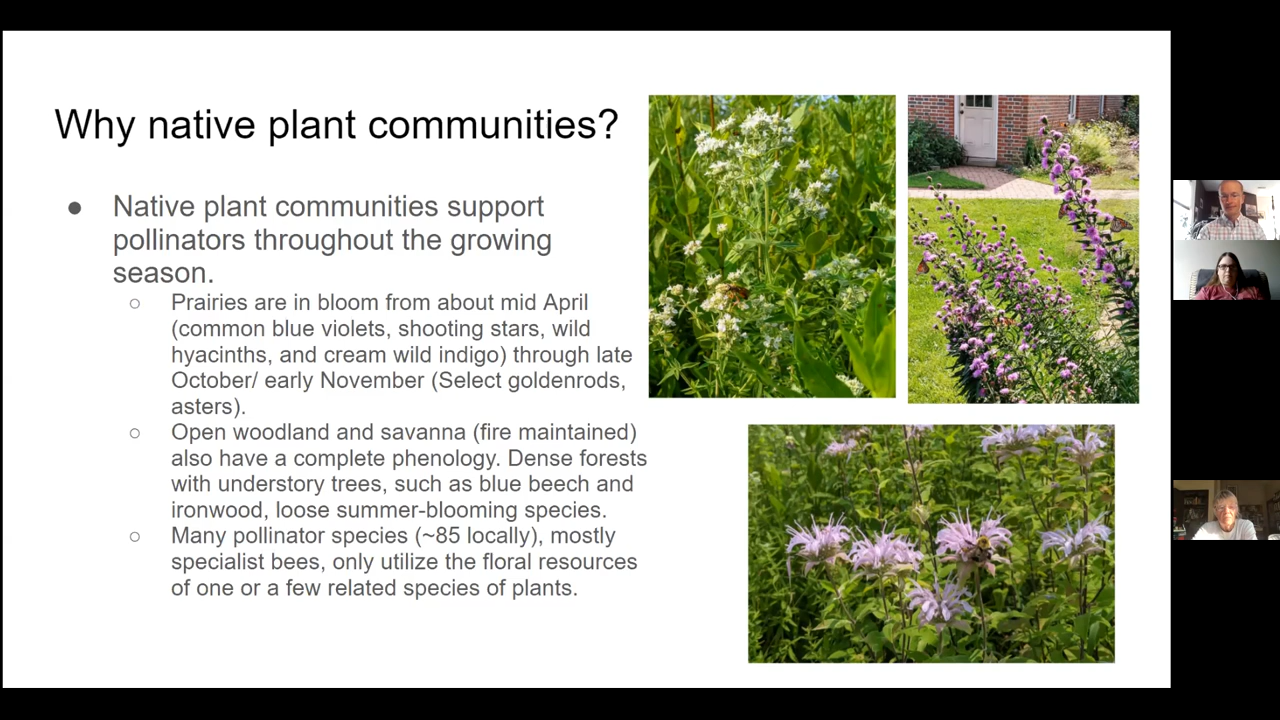 Why native plant communities?
● Native plant communities support
pollinators throughout the growing
season.
○ Prairies are in bloom from about mid April
(common blue violets, shooting stars, wild
hyacinths, and cream wild indigo) through late
October/ early November (Select goldenrods,
asters).
○ Open woodland and savanna (fire maintained)
also have a complete phenology. Dense forests
with understory trees, such as blue beech and
ironwood, loose summer-blooming species.
○ Many pollinator species (~85 locally), mostly
specialist bees, only utilize the floral resources
of one or a few related species of plants.